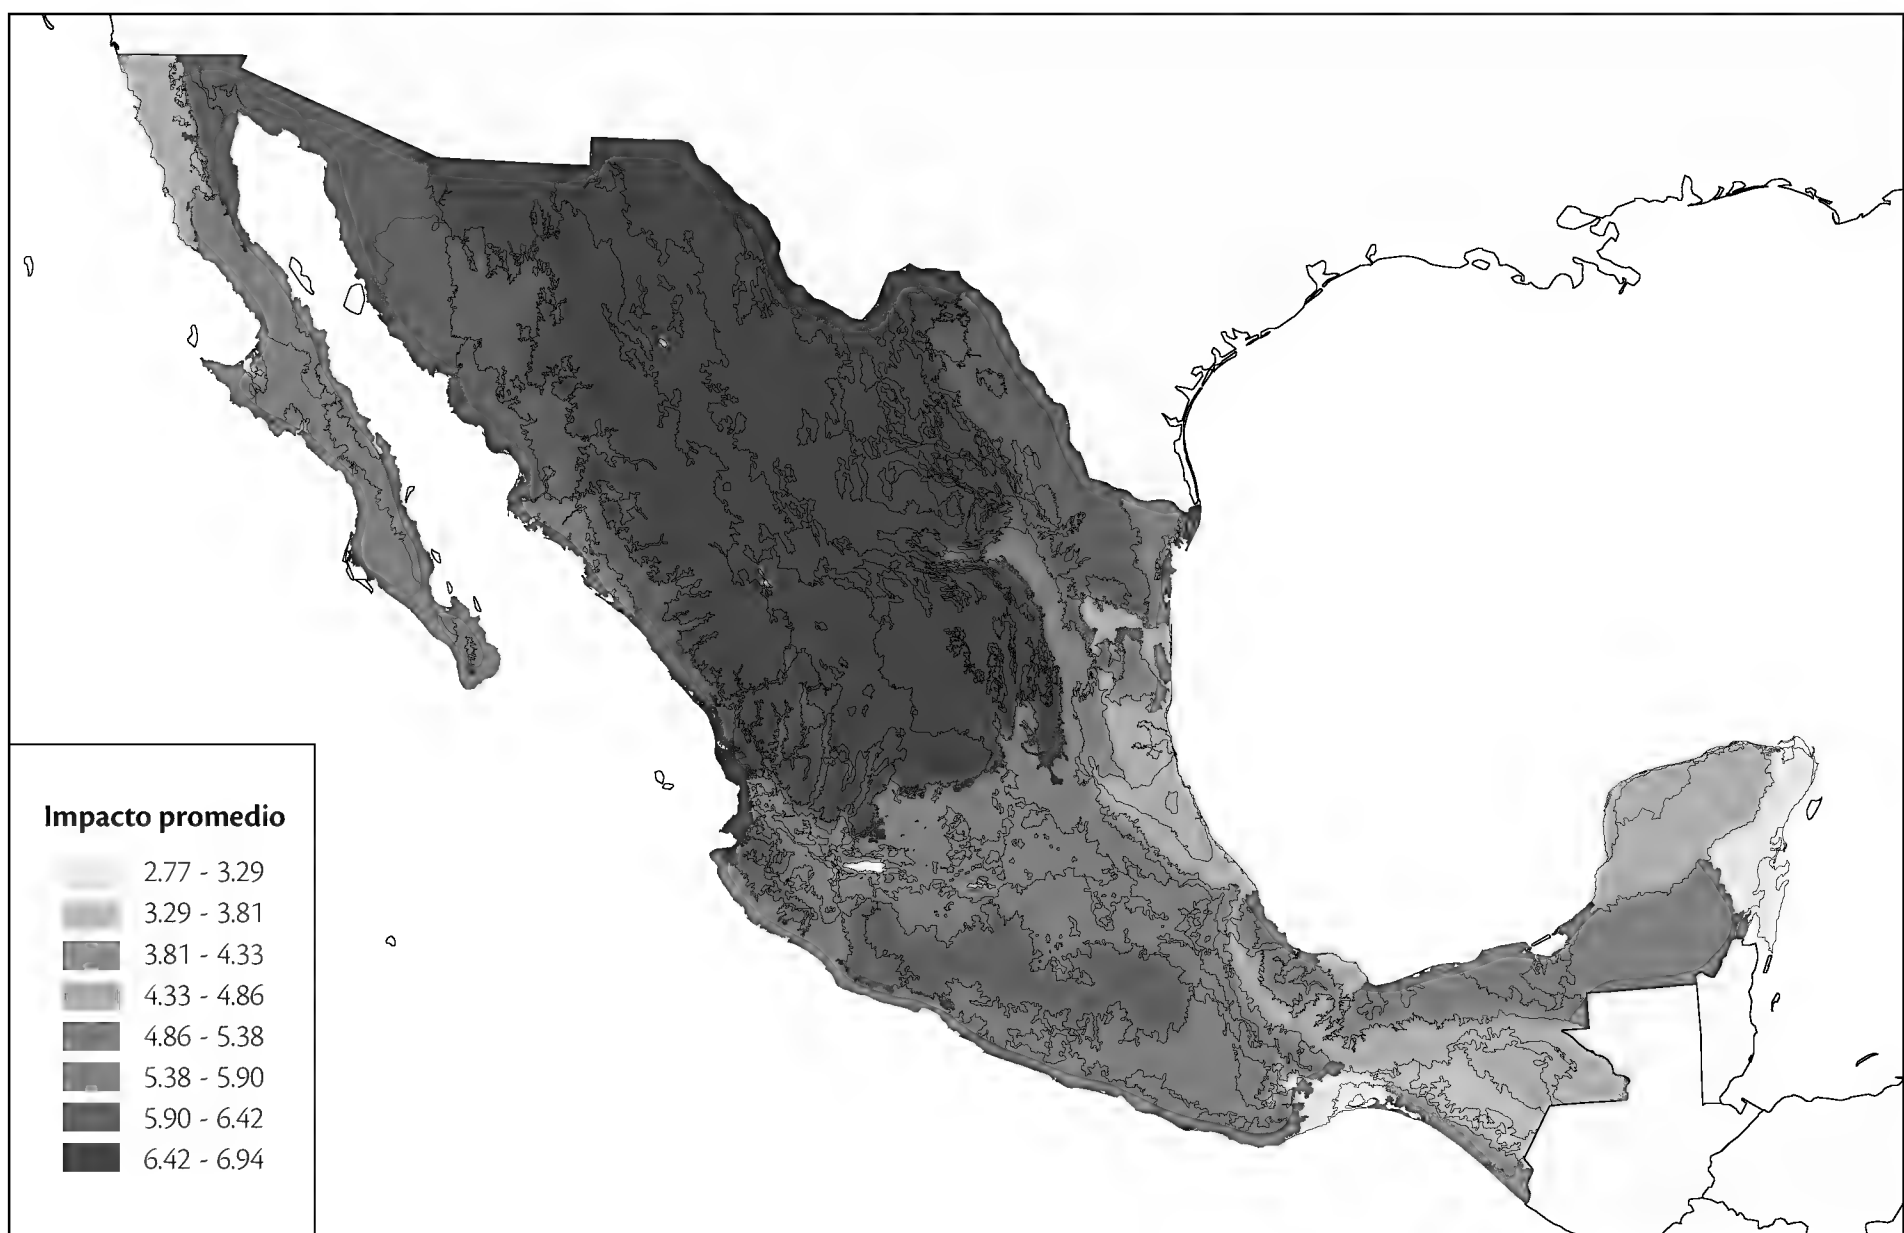 Impacto promedio
2.77 - 3.29
3.29 - 3.81
3.81 - 4.33
4.33 - 4.86
4.86 - 5.38
5.38 - 5.90
5.90 - 6.42
6.42 - 6.94